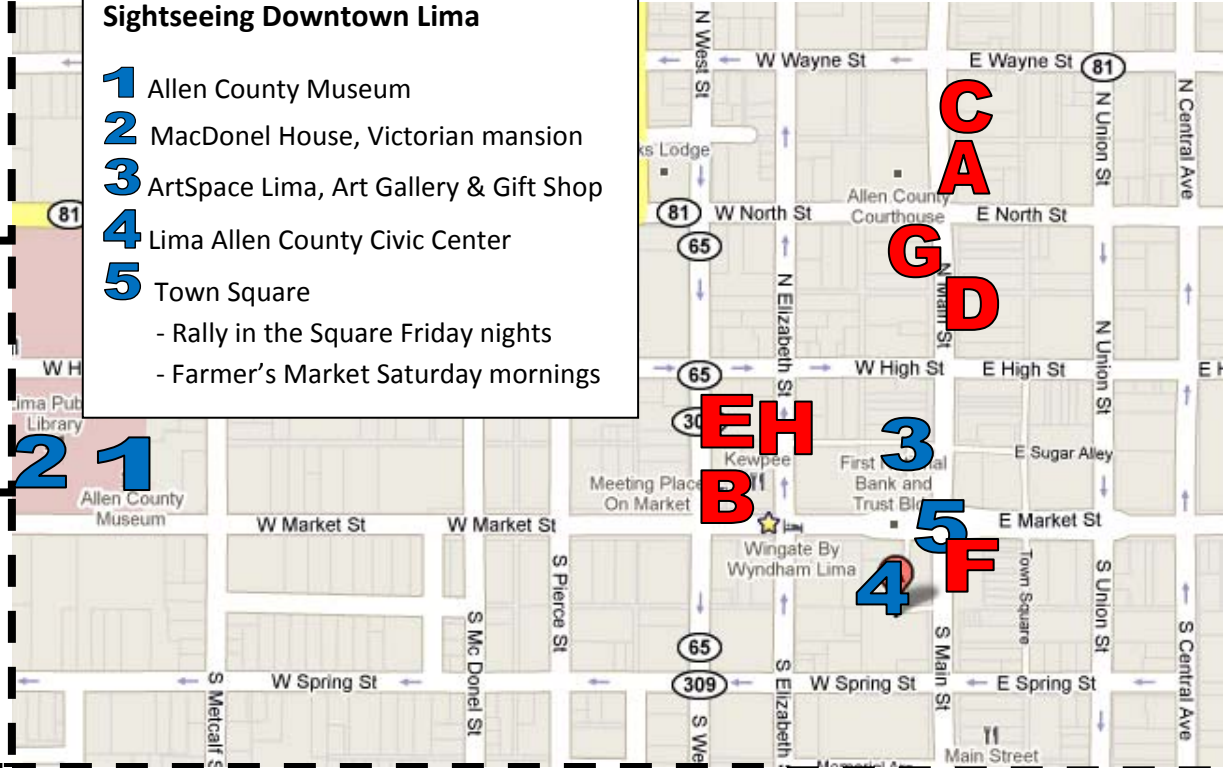 Sightseeing Downtown Lima
1 Allen County Museum
2 MacDonel House, Victorian mansion
3 ArtSpace Lima, Art Gallery & Gift Shop
4 Lima Allen County Civic Center
5 Town Square
- Rally in the Square Friday nights
- Farmer's Market Saturday mornings
N West St
W Wayne St
E Wayne St
81
N Union St
N Central Ave
C
A
Lodge
Allen County
Courthouse
81
81
W North St
E North St
65
G
N Main St
D
N Elizabeth St
N Union St
W H
65
W High St
E High St
E H
E
H
3
Library
2
1
Kewpee
First
Bank and
E Sugar Alley
Allen County
Museum
Meeting Place
On Market
B
5
W Market St
W Market St
E Market St
Wingate By
Wyndham Lima
F
4
S Pierce St
Town Square
S Union St
S Mc Donel St
65
S Main St
S Central Ave
S Metcalf S
W Spring St
309
W Spring St
E Spring St
S We
S Elizabeth
Main Street